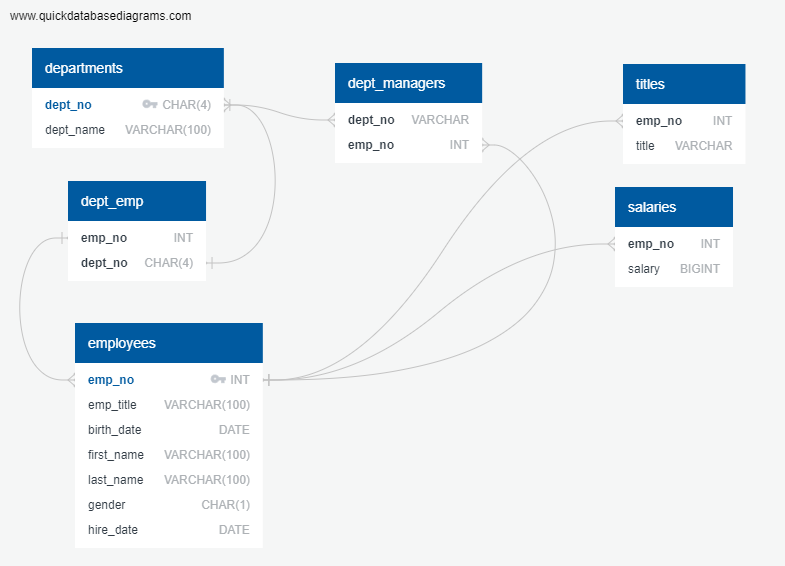 www.quickdatabasediagrams.com
departments
dept_no CHAR(4)
dept_name VARCHAR(100)
dept_managers
dept_no VARCHAR
emp_no INT
titles
emp_no INT
title VARCHAR
dept_emp
emp_no INT
dept_no CHAR(4)
salaries
emp_no INT
salary BIGINT
employees
emp_no INT
emp_title VARCHAR(100)
birth_date DATE
first_name VARCHAR(100)
last_name VARCHAR(100)
gender CHAR(1)
hire_date DATE